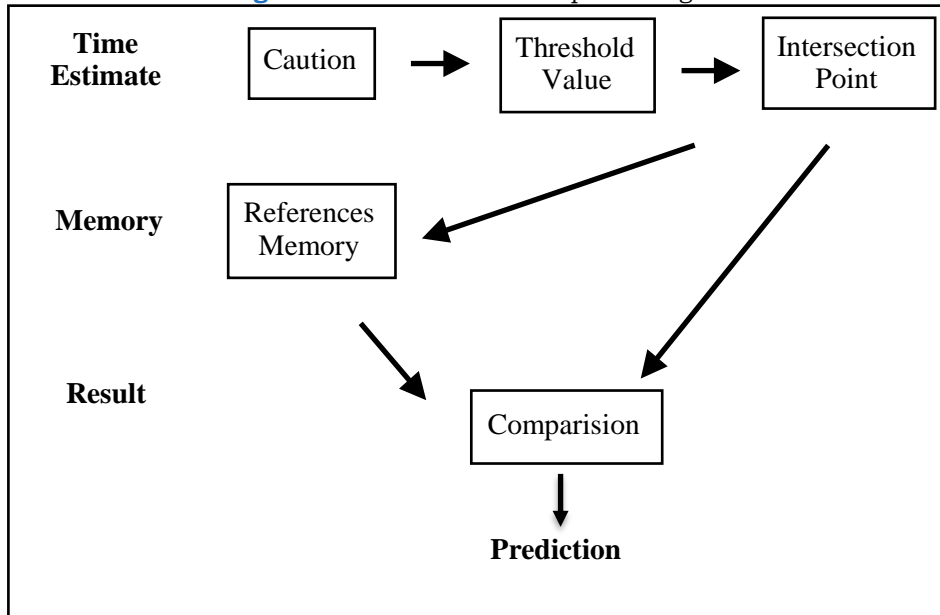 Time
Estimate
Caution
Threshold
Value
Intersection
Point
Memory
References
Memory
Result
Comparision
Prediction